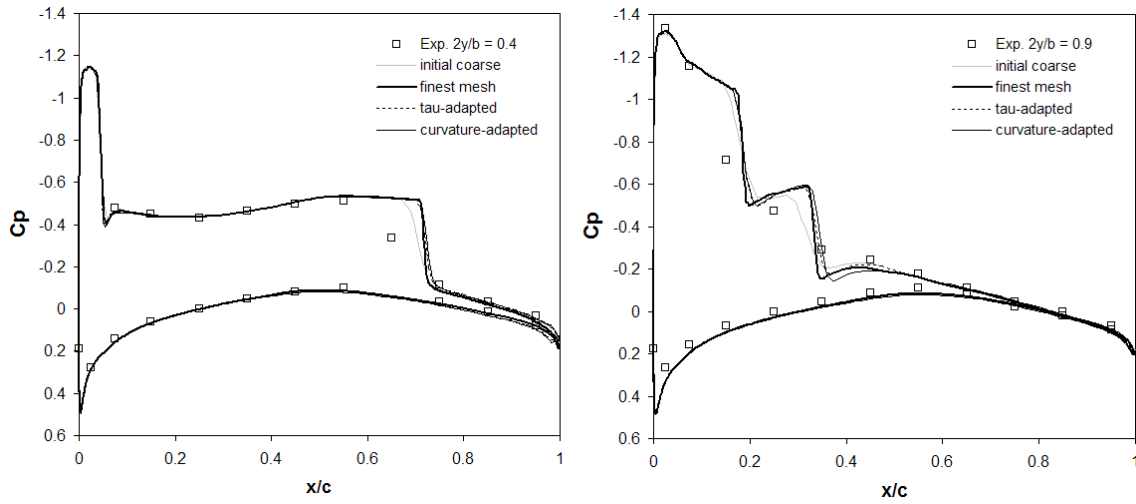 -1.4
-1.2
-1
-0.8
-0.6
-0.4
-0.2
0
0.2
0.4
0.6
Cp
0
0.2
0.4
0.6
0.8
1
x/c
Exp. 2y/b = 0.4
initial coarse
finest mesh
tau-adapted
curvature-adapted
-1.4
-1.2
-1
-0.8
-0.6
-0.4
-0.2
0
0.2
0.4
0.6
Cp
0
0.2
0.4
0.6
0.8
1
x/c
Exp. 2y/b = 0.9
initial coarse
finest mesh
tau-adapted
curvature-adapted